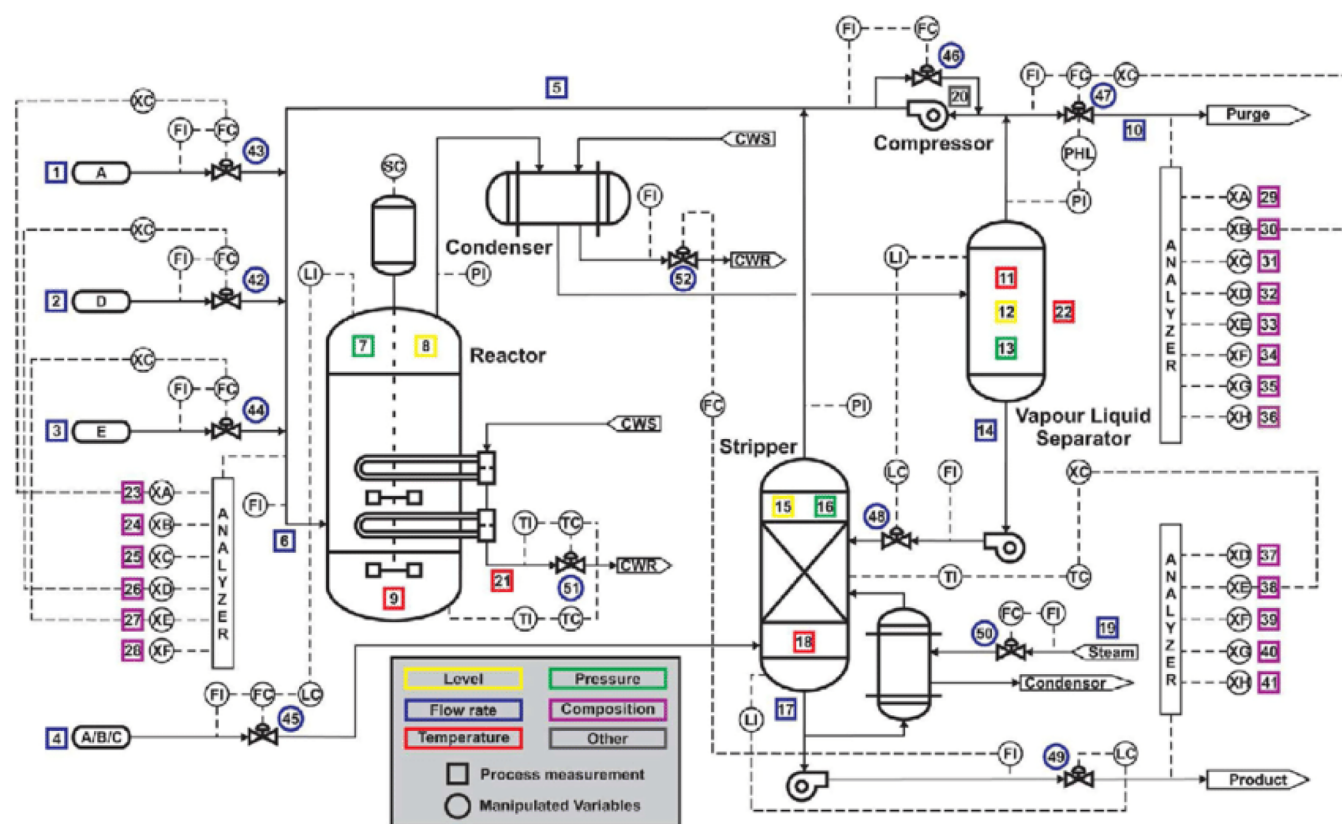 FI FC 46
5 FI FC XC
XC 20 47
FI FC 43 CWS Compressor 10 Purge
1 A SC PHL
XC FI XA 29
Condenser PI XB 30
FI FC 42 LI PI CWR LI XC 31
2 D 52 11 XD 32
7 8 Reactor 12 22 XE 33
XC 13 XF 34
FI FC 44 XG 35
3 E CWS FC PI 14 Vapour Liquid XH 36
Separator
ANALYZER
Stripper
23 XA LC FI XC
24 XB FI 15 16 48
25 XC 6 TI TC XD 37
26 XD 21 51 CWR TI TC XE 38
27 XE 9 TI TC FC FI 19 XF 39
28 XF 18 50 Steam XG 40
ANALYZER
FI FC LC Level Pressure Condensor XH 41
45 Flow rate Composition LI 17
ANALYZER
4 A/B/C Temperature Other FI 49 LC
Process measurement Product
Manipulated Variables